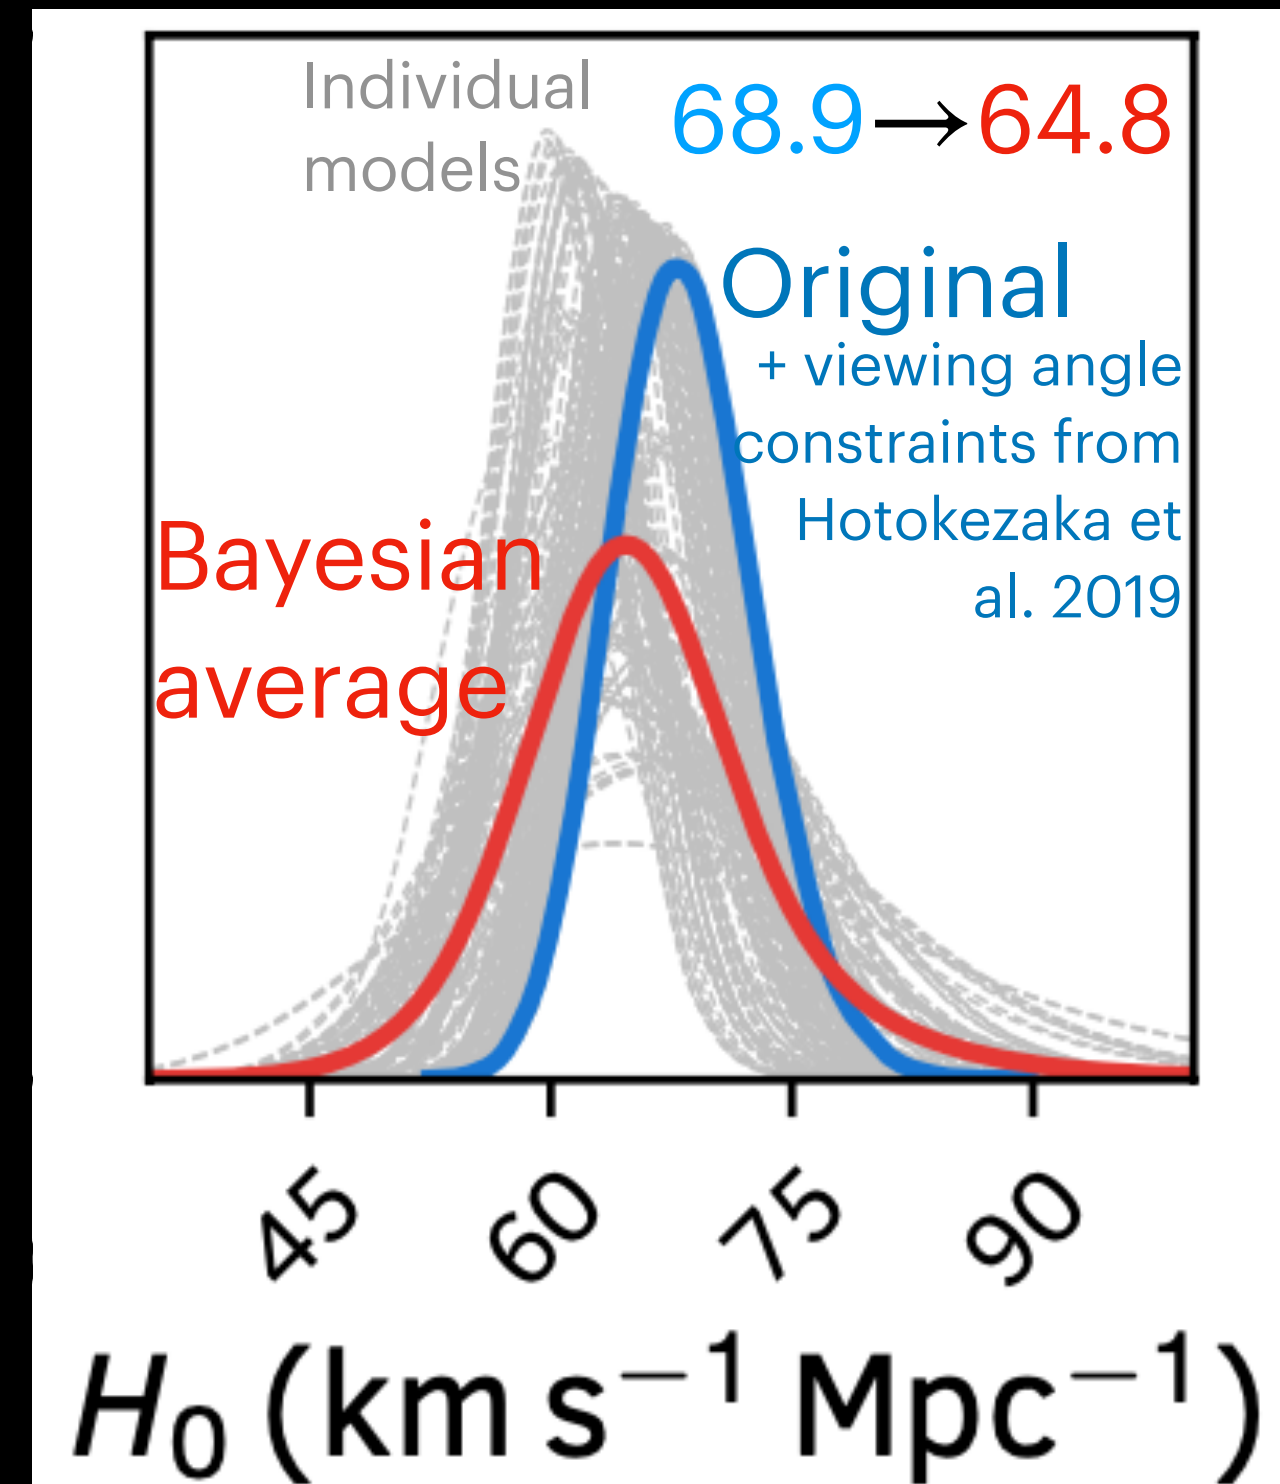 Individual
models
68.9→64.8
Original
+ viewing angle
constraints from
Hotokezaka et
al. 2019
Bayesian
average
45
60
75
90
H₀ (km s⁻¹ Mpc⁻¹)